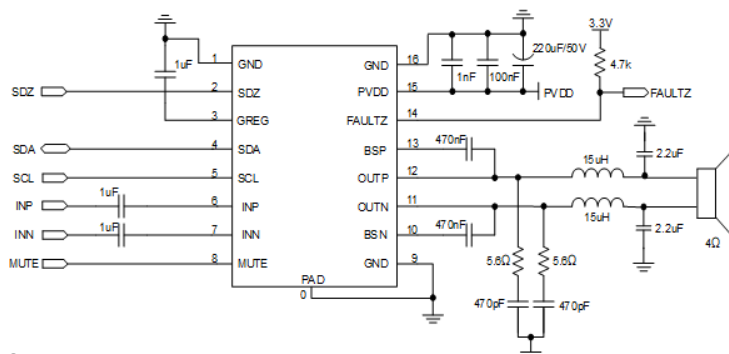 3.3V
1uF
1
GND
GND
16
220uF/50V
4.7k
1nF
100nF
SDZ
2
SDZ
PVDD
15
PVDD
FAULTZ
3
GREG
FAULTZ
14
470nF
SDA
4
SDA
BSP
13
2.2uF
15uH
SCL
5
SCL
OUTP
12
1uF
INP
6
INP
OUTN
11
15uH
1uF
INN
7
INN
BSN
10
470nF
2.2uF
4Ω
MUTE
8
MUTE
GND
9
5.6Ω
5.6Ω
PAD
0
470pF
470pF